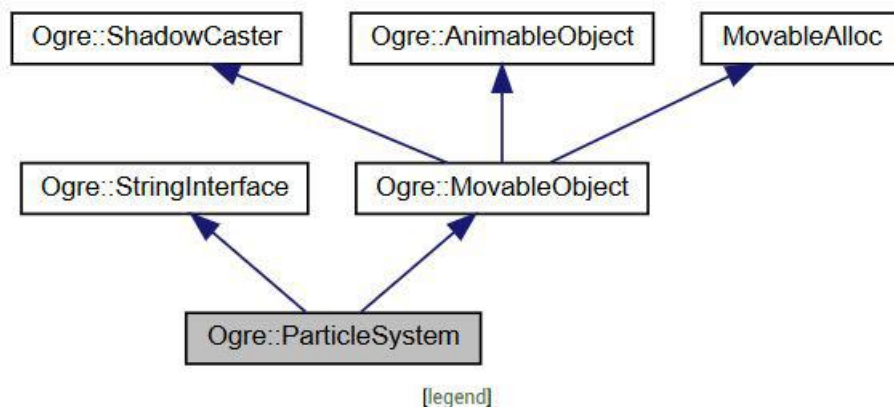 Ogre::ShadowCaster
Ogre::AnimableObject
MovableAlloc
Ogre::StringInterface
Ogre::MovableObject
Ogre::ParticleSystem
[legend]